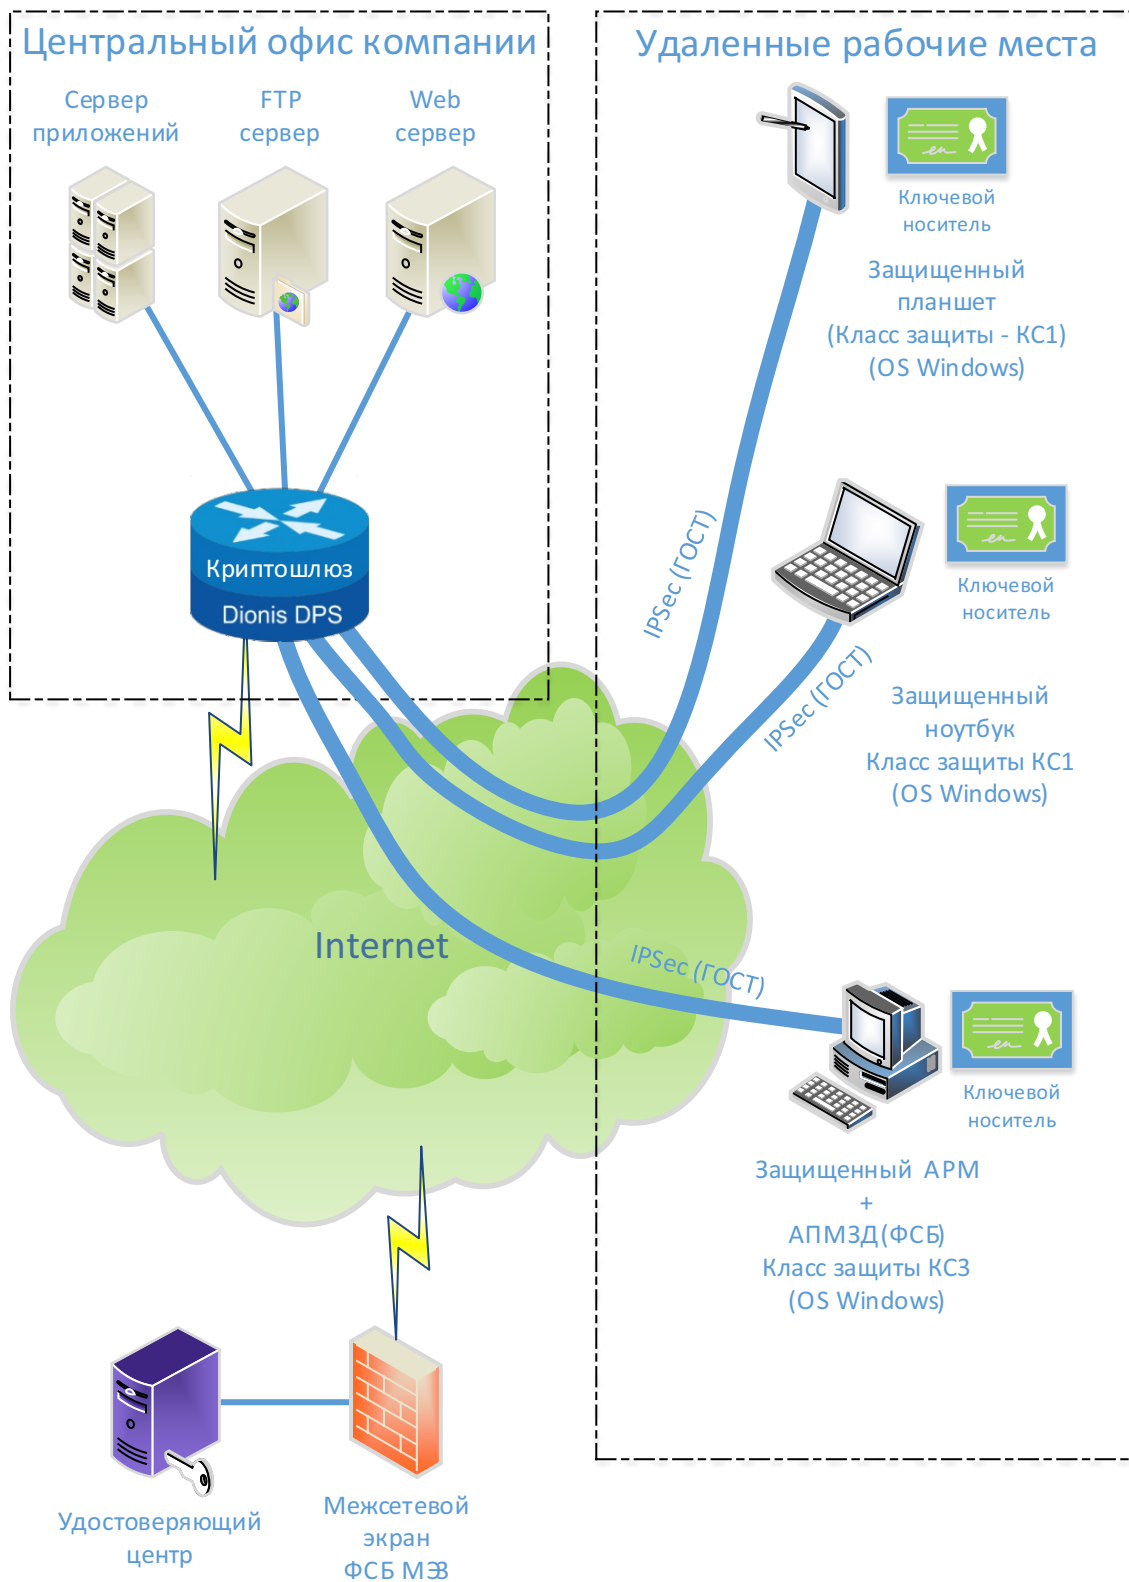 Центральный офис компании
Сервер
приложений
FTP
сервер
Web
сервер
Криптошлюз
Dionis DPS
Удаленные рабочие места
Ключевой
носитель
Защищенный
планшет
(Класс защиты - КС1)
(OS Windows)
IPSec (ГОСТ)
Ключевой
носитель
IPSec (ГОСТ)
Защищенный
ноутбук
Класс защиты КС1
(OS Windows)
Internet
IPSec (ГОСТ)
Ключевой
носитель
Защищенный АРМ
+
АПМЗД(ФСБ)
Класс защиты КС3
(OS Windows)
Удостоверяющий
центр
Межсетевой
экран
ФСБ МЭ3